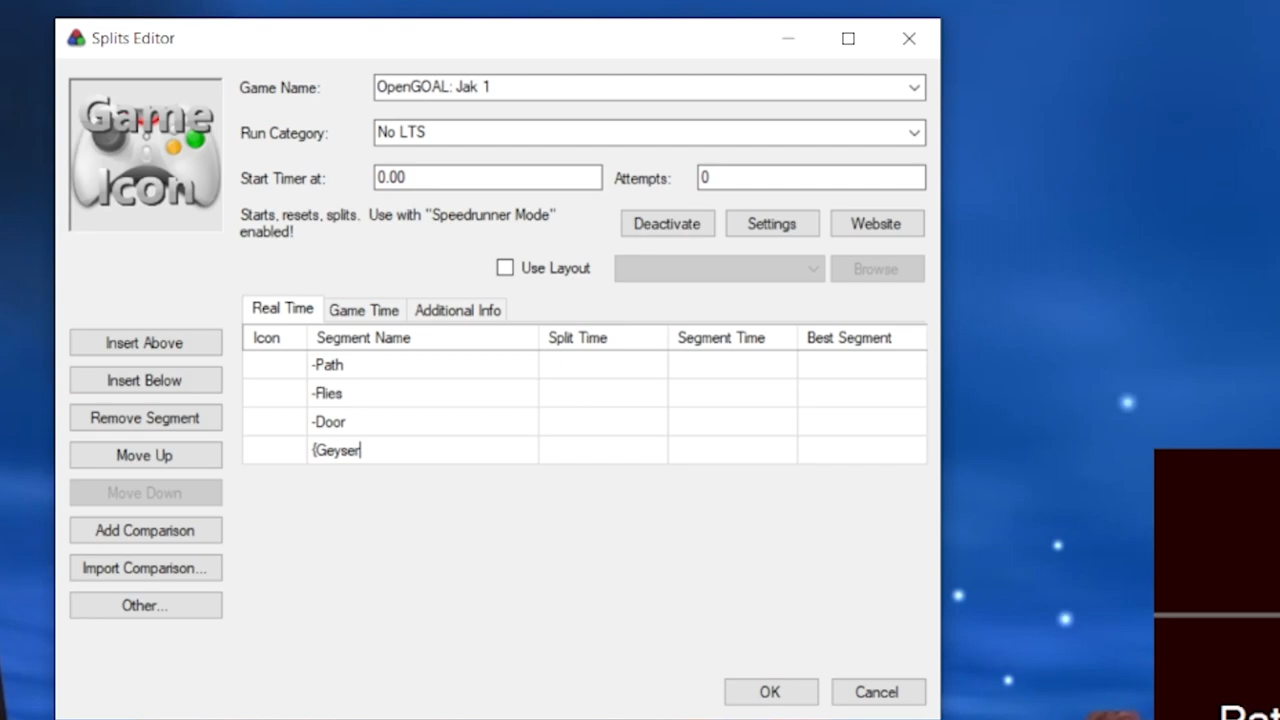 Splits Editor
Game Icon
Game Name:
OpenGOAL: Jak 1
Run Category:
No LTS
Start Timer at:
0.00
Attempts:
0
Starts, resets, splits. Use with "Speedrunner Mode"
enabled!
Deactivate
Settings
Website
Use Layout
Browse
Real Time
Game Time
Additional Info
Icon
Segment Name
Split Time
Segment Time
Best Segment
-Path
-Flies
-Door
{Geyser
Insert Above
Insert Below
Remove Segment
Move Up
Move Down
Add Comparison
Import Comparison...
Other...
OK
Cancel